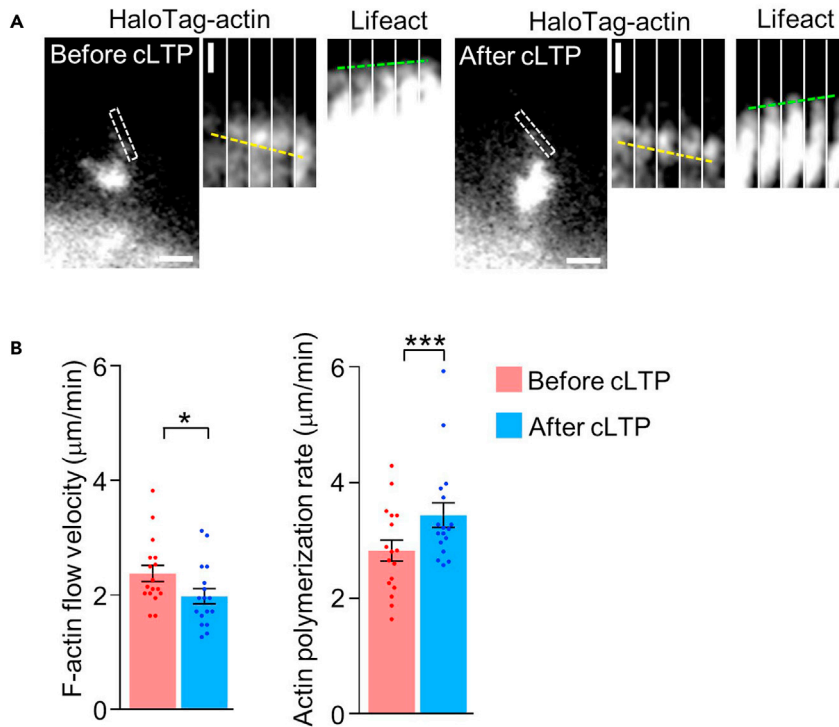 A
HaloTag-actin
Lifeact
HaloTag-actin
Lifeact
Before cLTP
After cLTP
B
F-actin flow velocity (μm/min)
6
4
2
0
*
Actin polymerization rate (μm/min)
6
4
2
0
***
Before cLTP
After cLTP